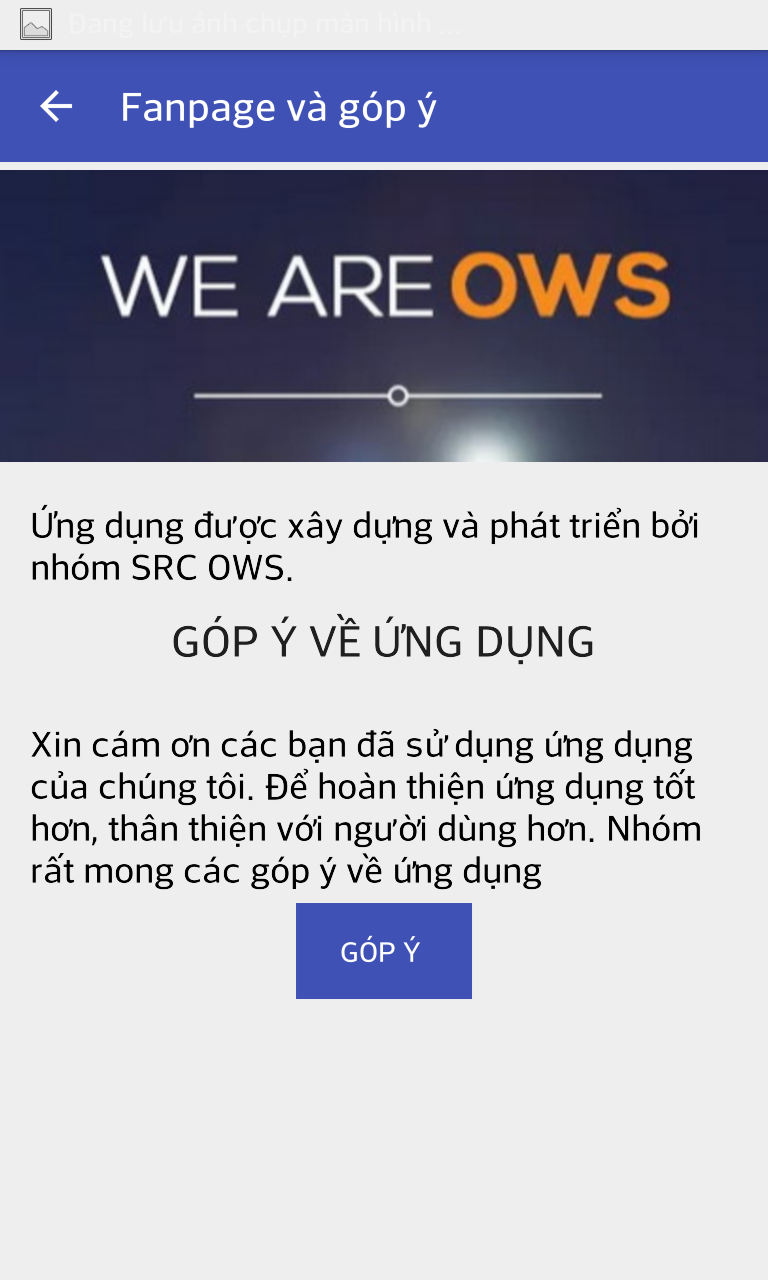 Đang lưu ảnh chụp màn hình ...
Fanpage và góp ý
WE ARE OWS
Ứng dụng được xây dựng và phát triển bởi
nhóm SRC OWS.
GÓP Ý VỀ ỨNG DỤNG
Xin cám ơn các bạn đã sử dụng ứng dụng
của chúng tôi. Để hoàn thiện ứng dụng tốt
hơn, thân thiện với người dùng hơn. Nhóm
rất mong các góp ý về ứng dụng
GÓP Ý